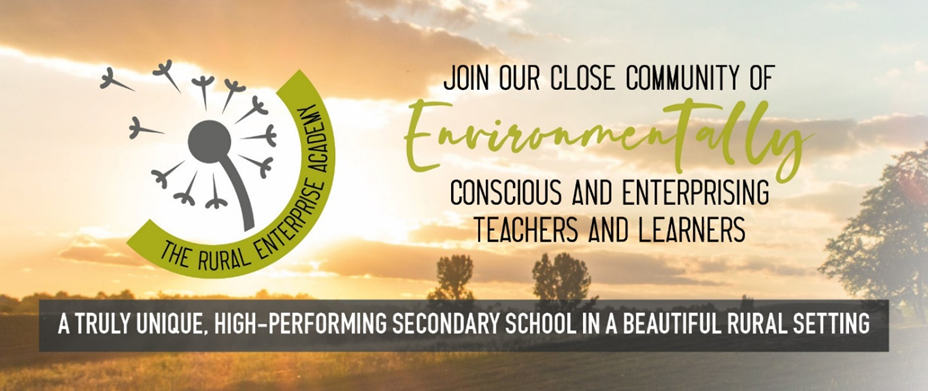 THE RURAL ENTERPRISE ACADEMY
JOIN OUR CLOSE COMMUNITY OF
Environmentally
CONSCIOUS AND ENTERPRISING
TEACHERS AND LEARNERS
A TRULY UNIQUE, HIGH-PERFORMING SECONDARY SCHOOL IN A BEAUTIFUL RURAL SETTING